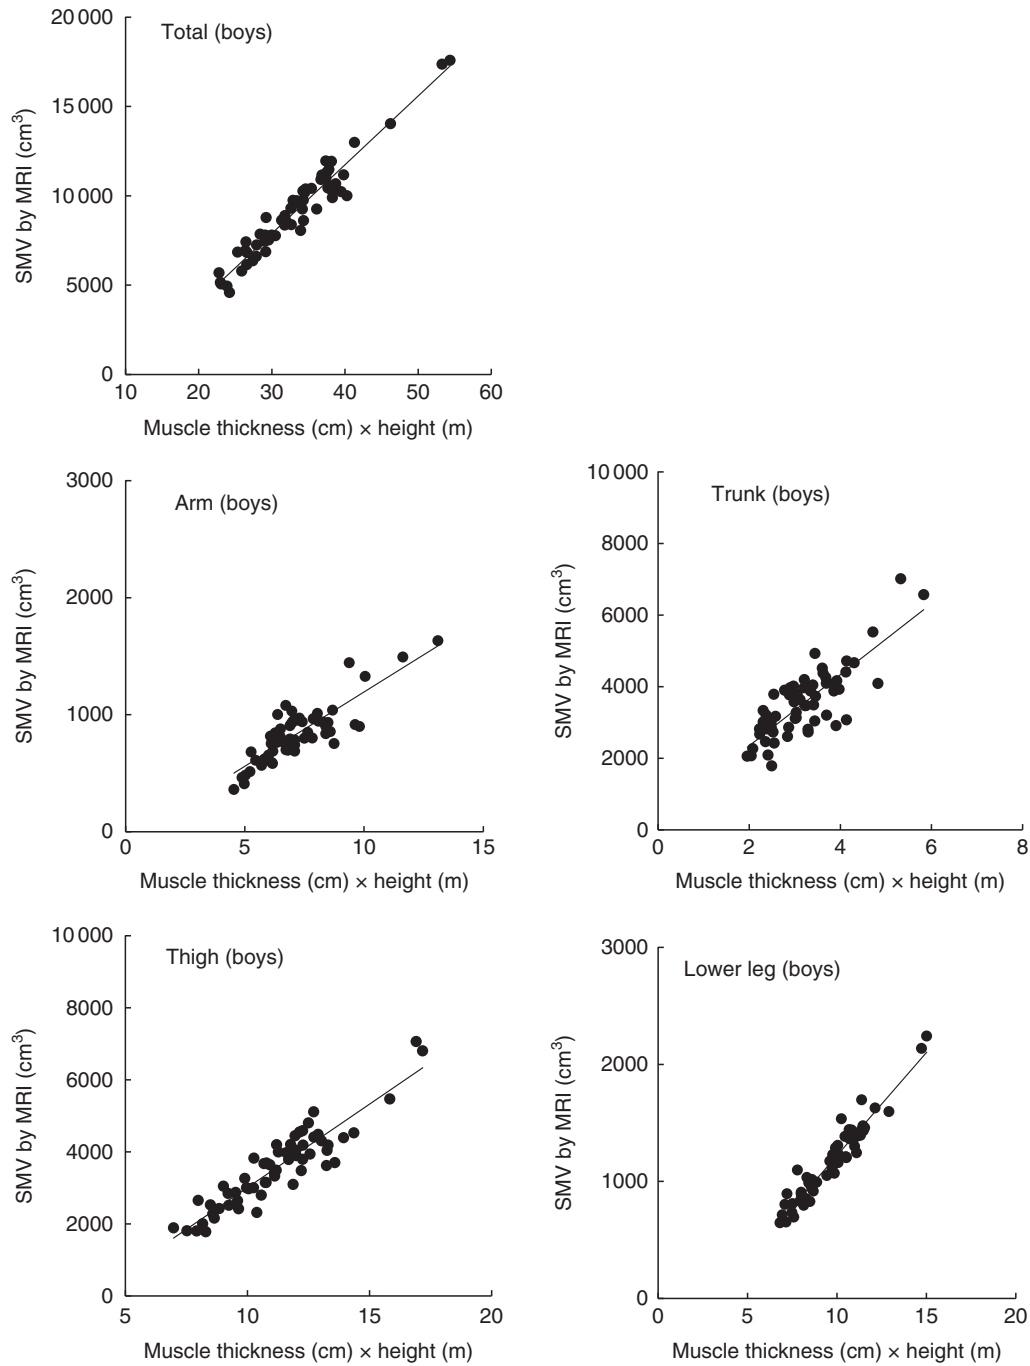 Total (boys)
SMV by MRI (cm³)
20 000
15 000
10 000
5000
0
10 20 30 40 50 60
Muscle thickness (cm) × height (m)
Arm (boys)
SMV by MRI (cm³)
3000
2000
1000
0
0 5 10 15
Muscle thickness (cm) × height (m)
Trunk (boys)
SMV by MRI (cm³)
10 000
8000
6000
4000
2000
0
0 2 4 6 8
Muscle thickness (cm) × height (m)
Thigh (boys)
SMV by MRI (cm³)
10 000
8000
6000
4000
2000
0
5 10 15 20
Muscle thickness (cm) × height (m)
Lower leg (boys)
SMV by MRI (cm³)
3000
2000
1000
0
0 5 10 15 20
Muscle thickness (cm) × height (m)